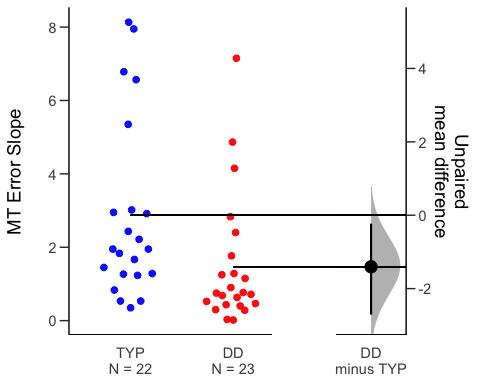 MT Error Slope
8
6
4
2
0
TYP
N = 22
DD
N = 23
DD
minus TYP
4
2
0
-2
Unpaired
mean difference